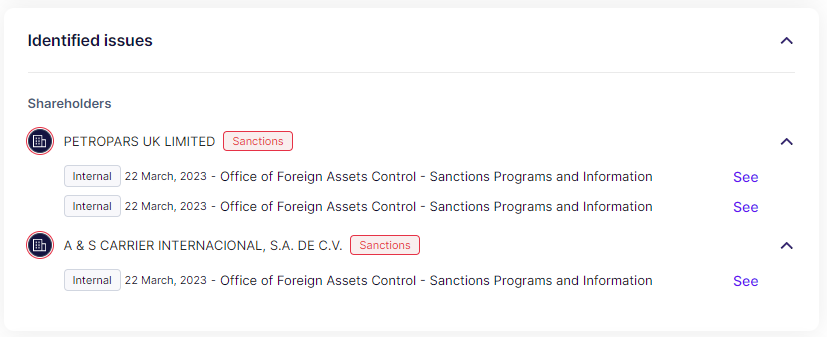 Identified issues
Shareholders
PETROPARS UK LIMITED Sanctions
Internal 22 March, 2023 - Office of Foreign Assets Control - Sanctions Programs and Information See
Internal 22 March, 2023 - Office of Foreign Assets Control - Sanctions Programs and Information See
A & S CARRIER INTERNACIONAL, S.A. DE C.V. Sanctions
Internal 22 March, 2023 - Office of Foreign Assets Control - Sanctions Programs and Information See